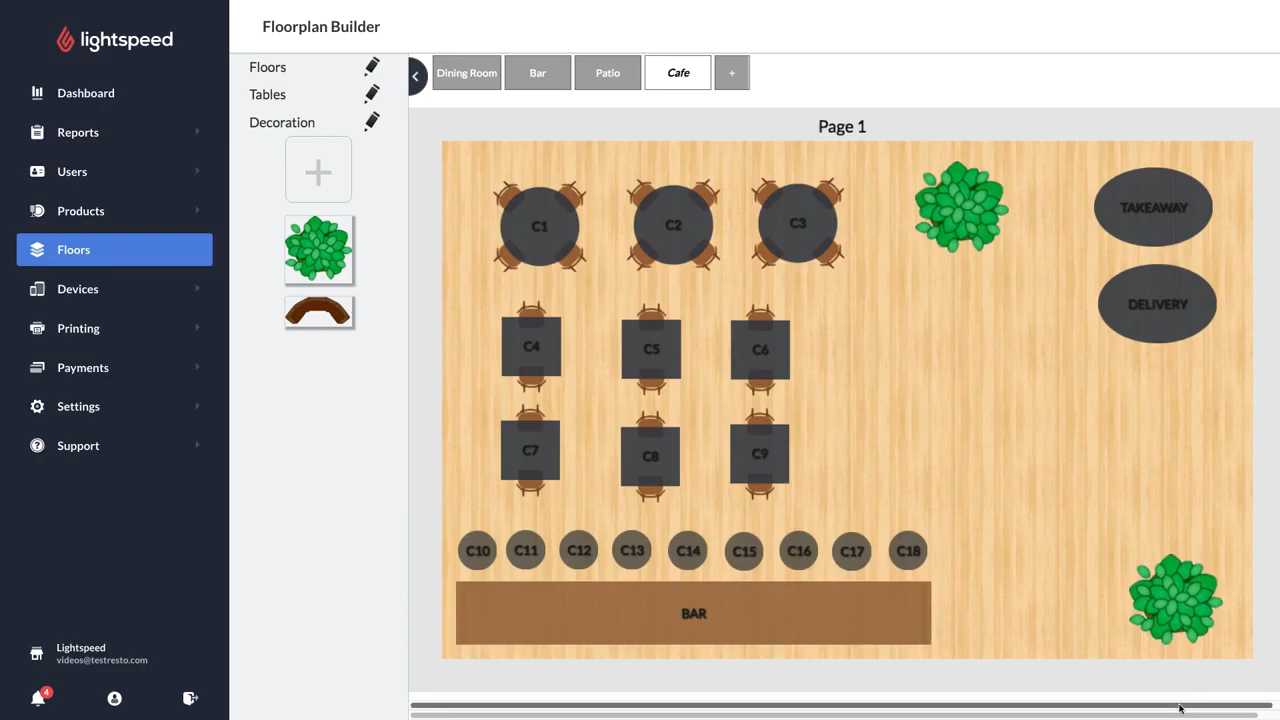 lightspeed
Dashboard
Reports
Users
Products
Floors
Devices
Printing
Payments
Settings
Support
Lightspeed
videos@testresto.com
4
Floorplan Builder
Floors
Tables
Decoration
+
Dining Room
Bar
Patio
Cafe
+
Page 1
C1
C2
C3
TAKEAWAY
DELIVERY
C4
C5
C6
C7
C8
C9
C10
C11
C12
C13
C14
C15
C16
C17
C18
BAR